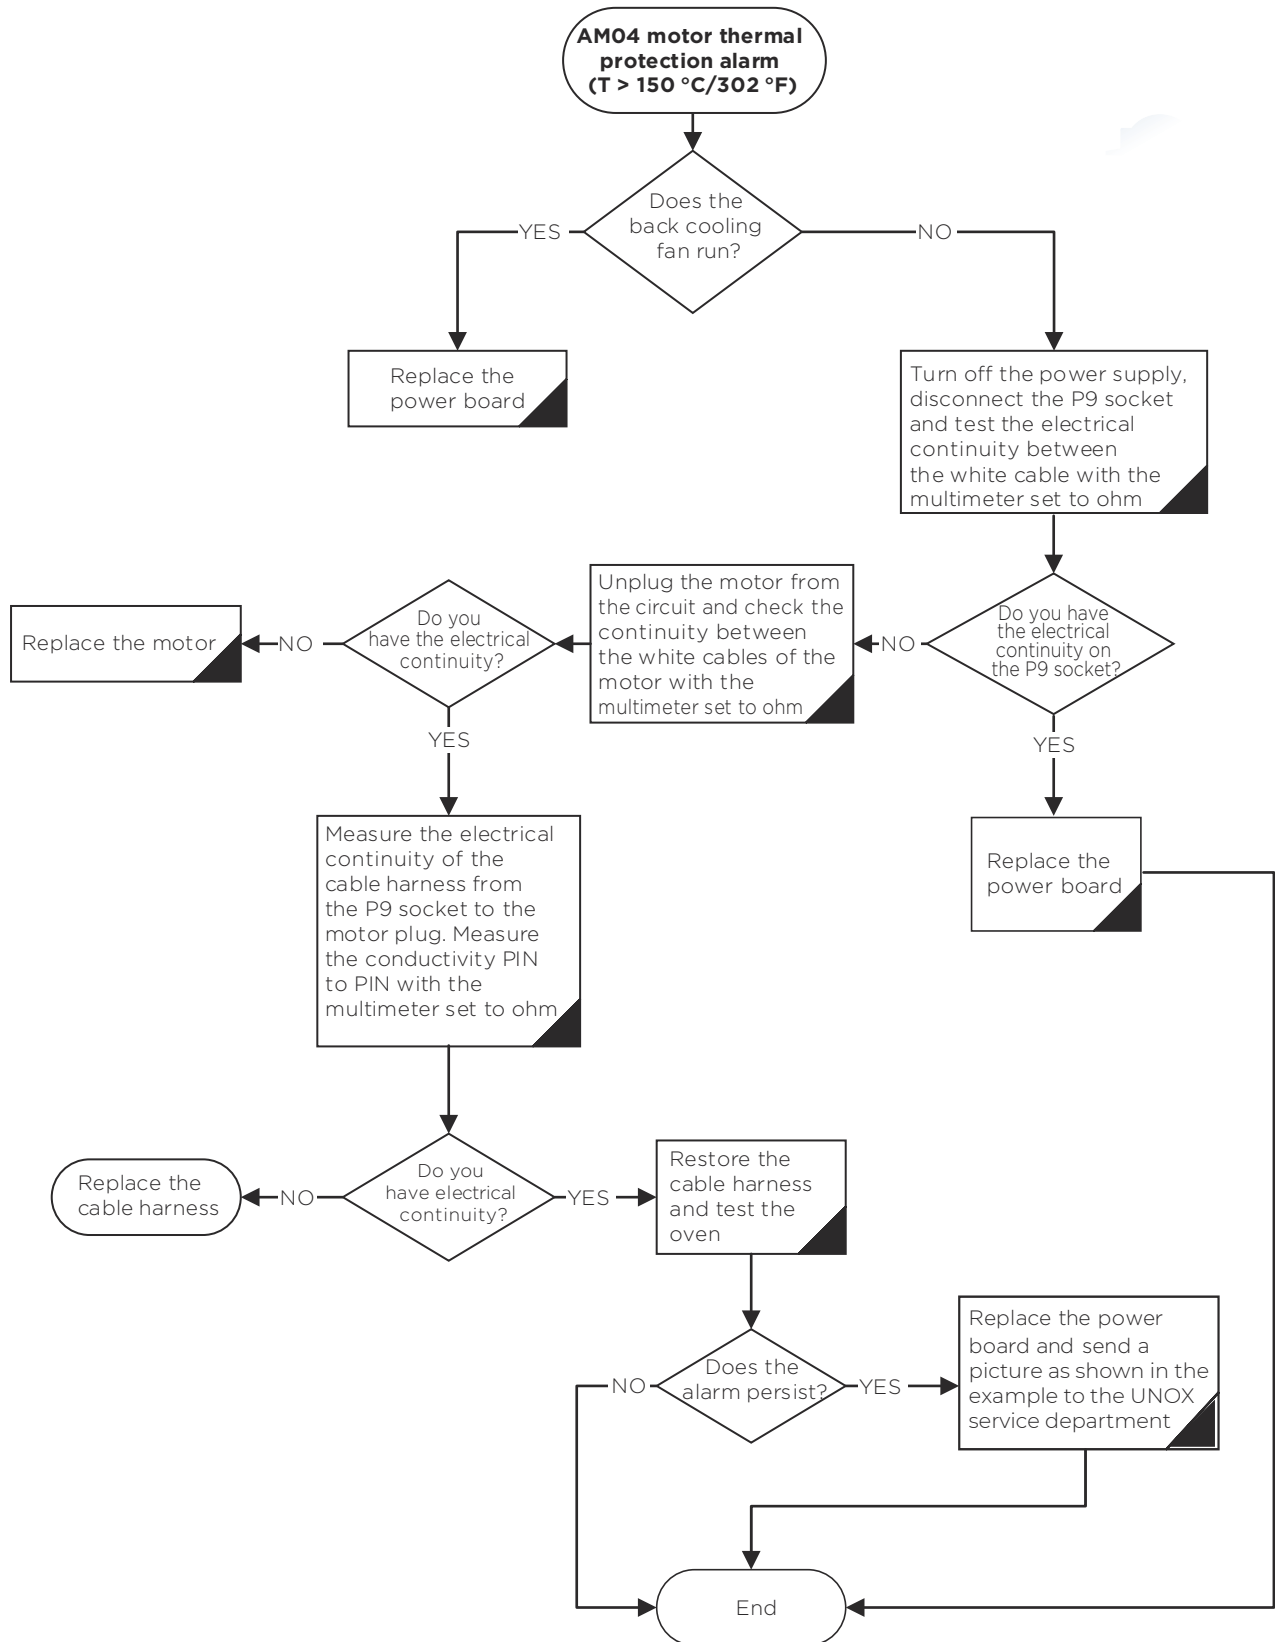 AM04 motor thermal
protection alarm
(T > 150 °C/302 °F)
Does the
back cooling
fan run?
YES
NO
Replace the
power board
Turn off the power supply,
disconnect the P9 socket
and test the electrical
continuity between
the white cable with the
multimeter set to ohm
Do you have
the electrical
continuity on
the P9 socket?
NO
YES
Unplug the motor from
the circuit and check the
continuity between
the white cables of the
motor with the
multimeter set to ohm
Do you
have the electrical
continuity?
NO
Replace the motor
YES
Replace the
power board
Measure the electrical
continuity of the
cable harness from
the P9 socket to the
motor plug. Measure
the conductivity PIN
to PIN with the
multimeter set to ohm
Do you
have electrical
continuity?
NO
Replace the
cable harness
YES
Restore the
cable harness
and test the
oven
Does the
alarm persist?
NO
YES
Replace the power
board and send a
picture as shown in the
example to the UNOX
service department
End